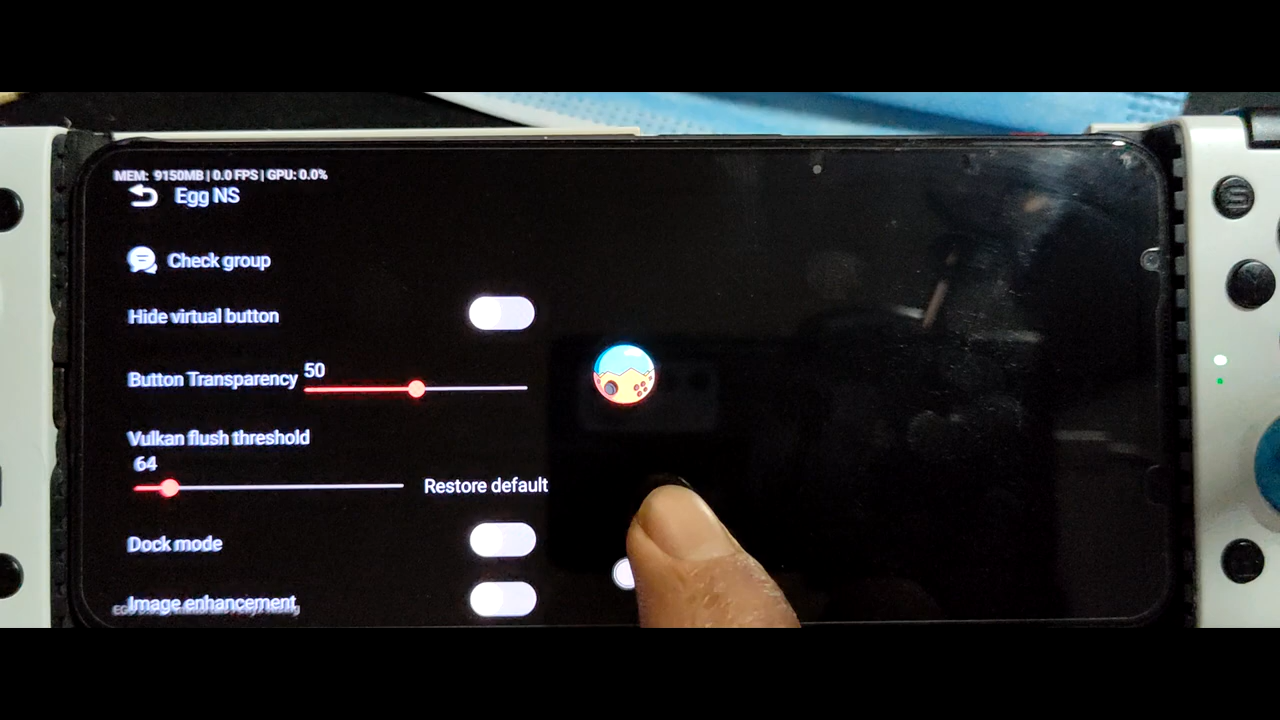 MEM: 9150MB | 0.0 FPS | GPU: 0.0%
Egg NS
Check group
Hide virtual button
Button Transparency 50
Vulkan flush threshold
64
Restore default
Dock mode
Image enhancement